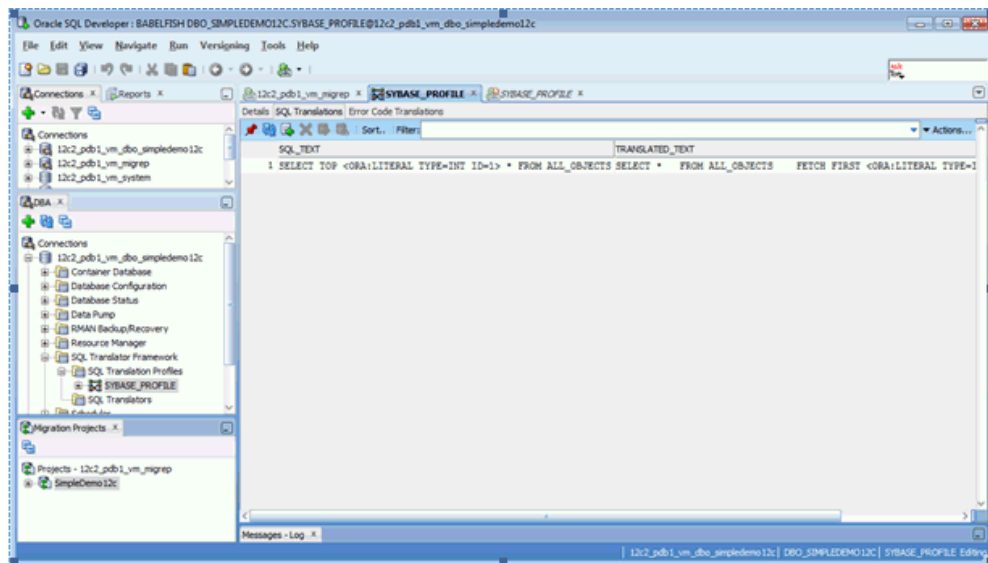 Oracle SQL Developer : BABELFISH DBO_SIMPLEDEMO12C.SYBASE_PROFILE@12c2_pdb1_vm_dbo_simpledemo12c
File Edit View Navigate Run Versioning Tools Help
Connections
Reports
12c2_pdb1_vm_migrep
SYBASE_PROFILE
SYBASE_PROFILE
Details SQL Translations Error Code Translations
Sort.. Filter:
Actions...
Connections
12c2_pdb1_vm_dbo_simpledemo12c
12c2_pdb1_vm_migrep
12c2_pdb1_vm_system
SQL_TEXT TRANSLATED_TEXT
1 SELECT TOP <ORA:LITERAL TYPE=INT ID=1> * FROM ALL_OBJECTS SELECT * FROM ALL_OBJECTS FETCH FIRST <ORA:LITERAL TYPE=I
DBA
Connections
12c2_pdb1_vm_dbo_simpledemo12c
Container Database
Database Configuration
Database Status
Data Pump
RMAN Backup/Recovery
Resource Manager
SQL Translator Framework
SQL Translation Profiles
SYBASE_PROFILE
SQL Translators
Scheduler
Migration Projects
Projects - 12c2_pdb1_vm_migrep
SimpleDemo12c
Messages - Log
12c2_pdb1_vm_dbo_simpledemo12c | DBO_SIMPLEDEMO12C | SYBASE_PROFILE Editing